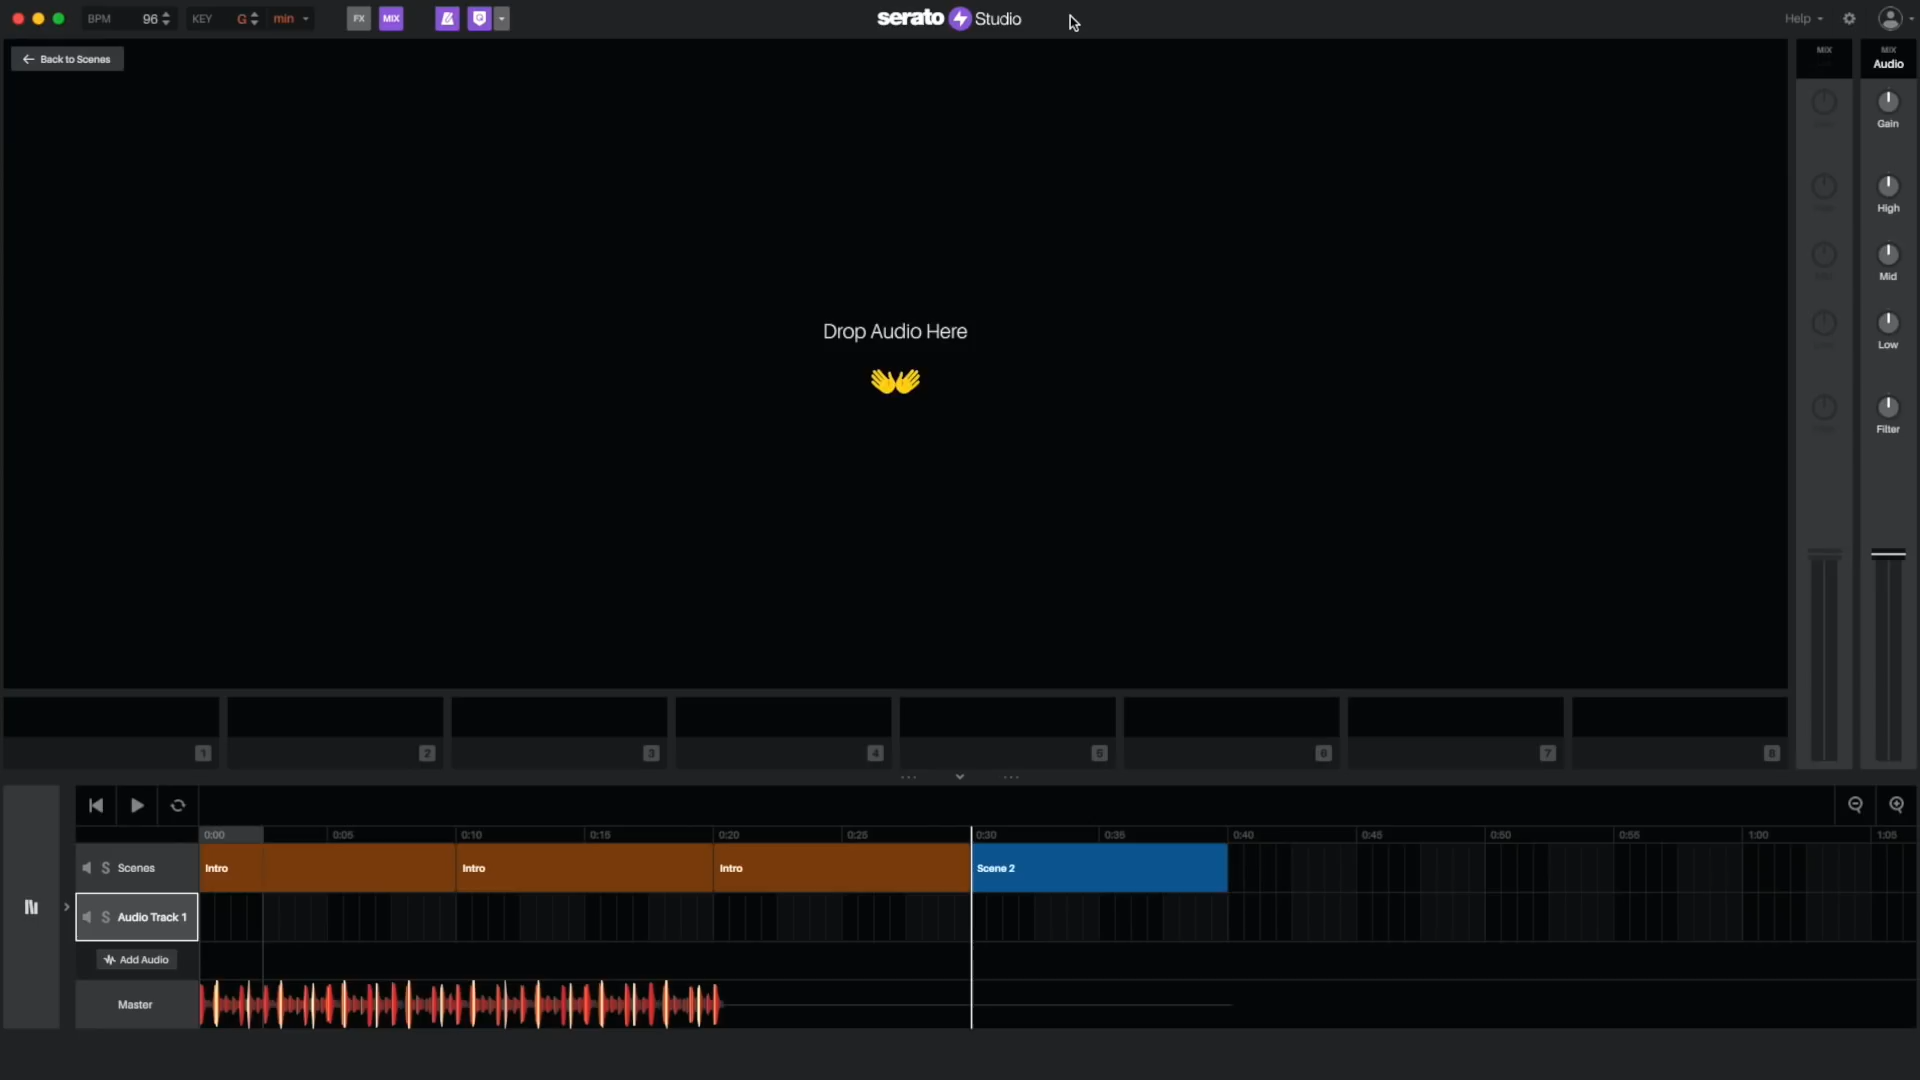 BPM 96 KEY G min FX MIX serato Studio Help
Back to Scenes MIX MIX
Audio
Gain
High
Mid
Low
Filter
Drop Audio Here
1 2 3 4 5 6 7 8
0:00 0:05 0:10 0:15 0:20 0:25 0:30 0:35 0:40 0:45 0:50 0:55 1:00 1:05
S Scenes Intro Intro Intro Scene 2
S Audio Track 1
Add Audio
Master